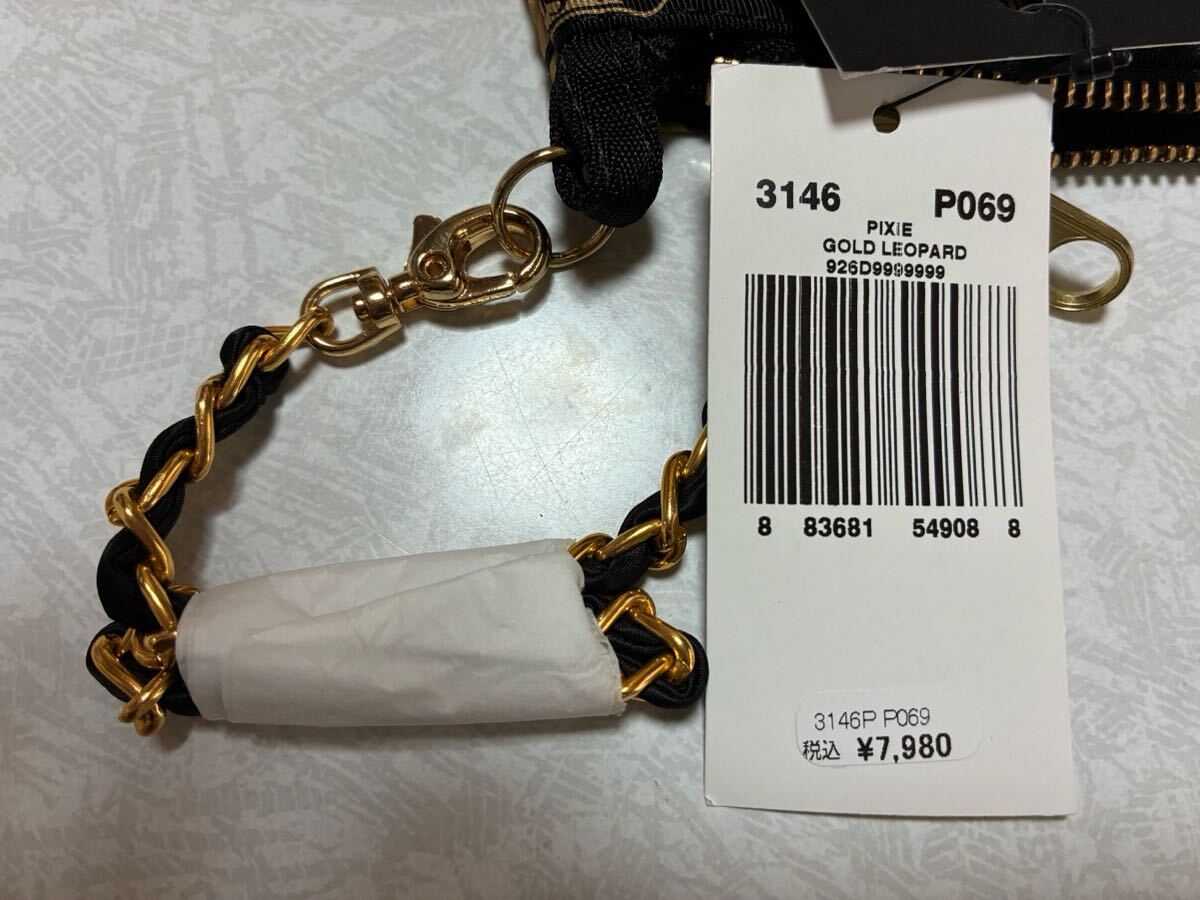 3146 P069
PIXIE
GOLD LEOPARD
926D9999999
8 83681 54908 8
3146P P069
税込 ¥7,980